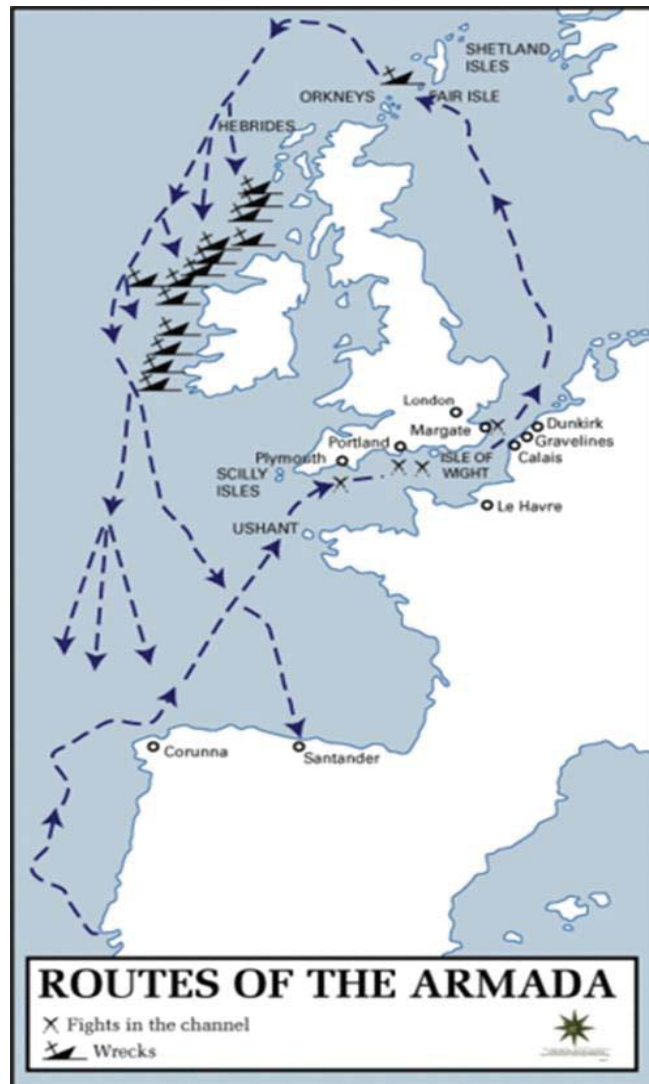 SHETLAND
ISLES
ORKNEYS
FAIR ISLE
HEBRIDES
London
Margate
Dunkirk
Gravelines
Calais
Portland
Plymouth
ISLE OF
WIGHT
SCILLY
ISLES
USHANT
Le Havre
Corunna
Santander
ROUTES OF THE ARMADA
Fights in the channel
Wrecks